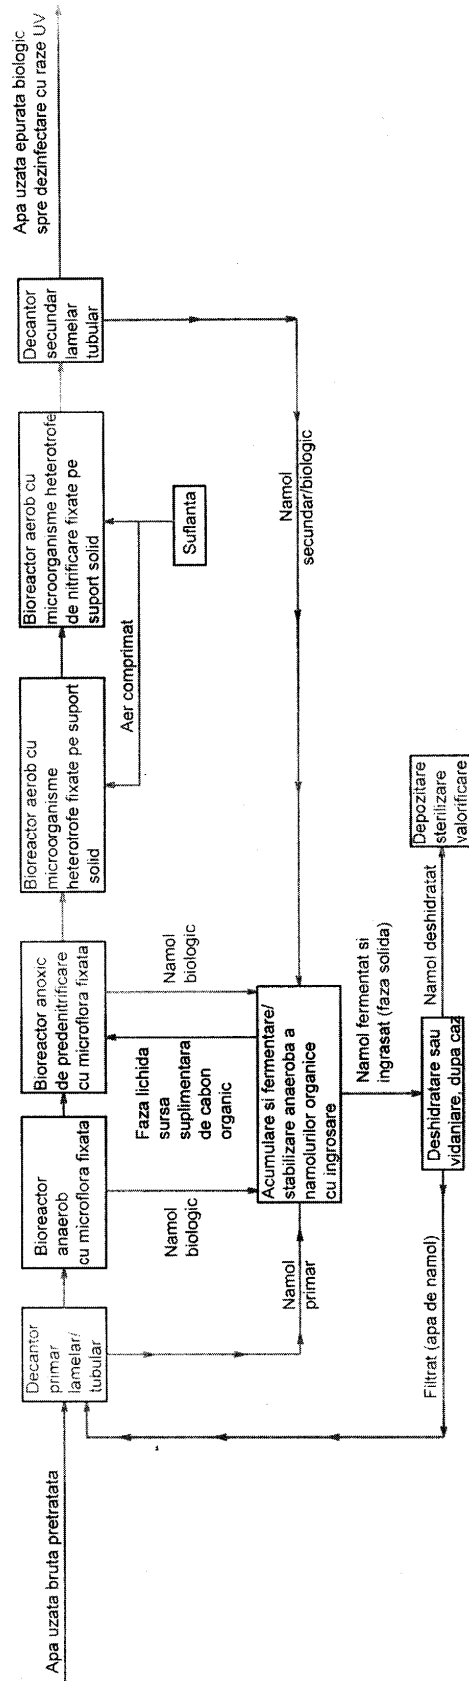 Apa uzata bruta pretratata
Decantor
primar
lamelar/
tubular
Bioreactor
anaerob
cu microflora fixata
Bioreactor anoxic
de predenitrificare
cu microflora fixata
Bioreactor aerob cu
microorganisme
heterotrofe fixate pe suport
solid
Bioreactor aerob cu
microorganisme heterotrofe
de nitrificare fixate pe
suport solid
Decantor
secundar
lamelar
tubular
Apa uzata epurata biologic
spre dezinfectare cu raze UV
Aer comprimat
Suflanta
Namol
biologic
Faza lichida
sursa
suplimentara
de cabon
organic
Namol
biologic
Namol
primar
Acumulare si fermentare/
stabilizare anaeroba a
namolurilor organice
cu ingrosare
Namol
secundar/biologic
Namol fermentat si
ingrasat (faza solida)
Filtrat (apa de namol)
Deshidratare sau
vidanjare, dupa caz
Namol deshidratat
Depozitare
sterilizare
valorificare